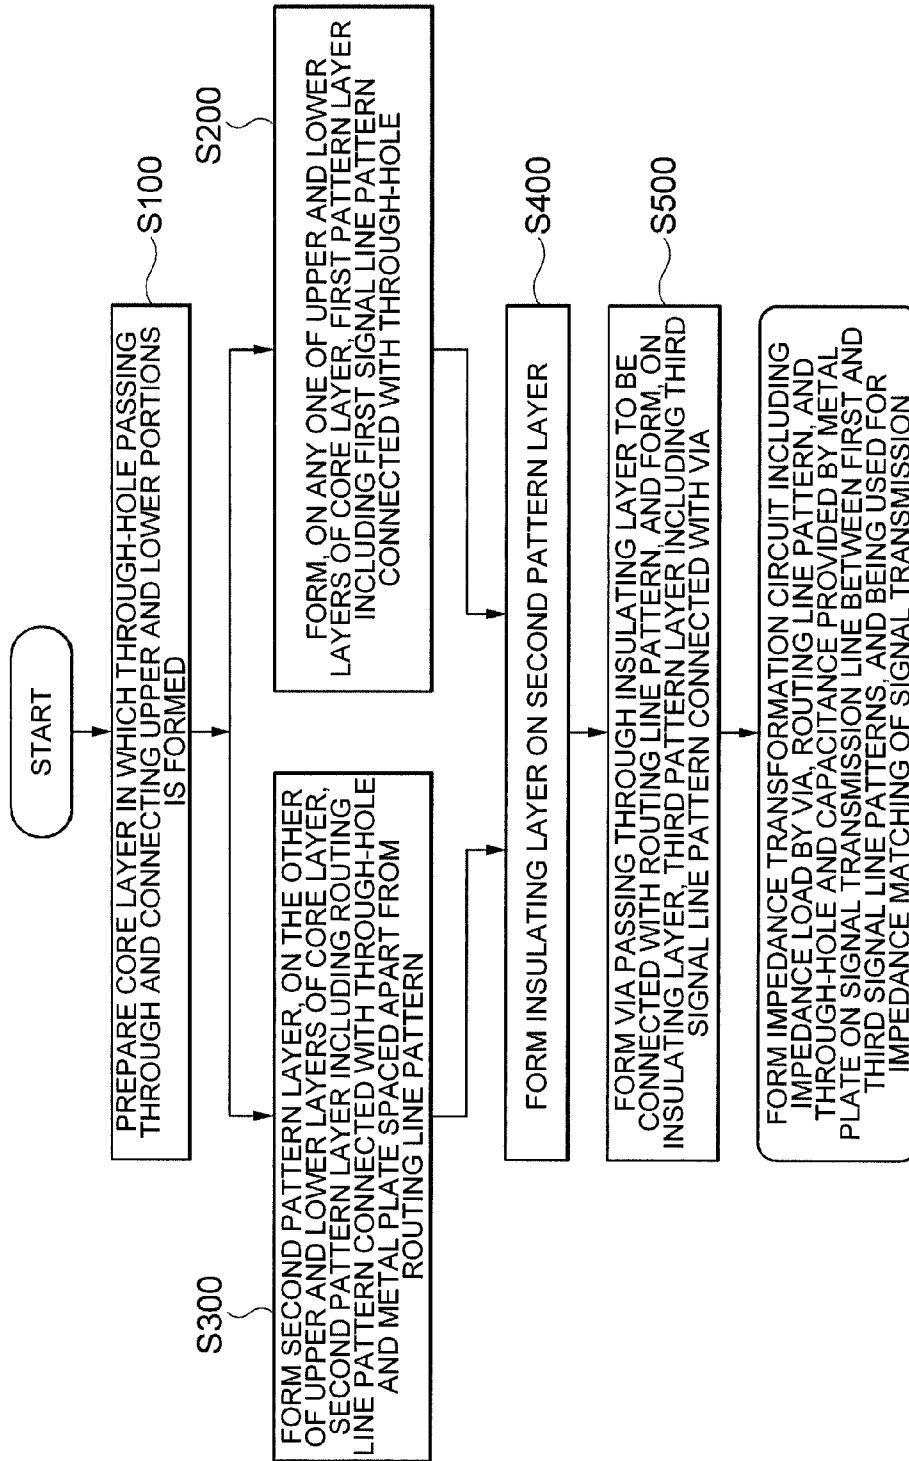 START
PREPARE CORE LAYER IN WHICH THROUGH-HOLE PASSING
THROUGH AND CONNECTING UPPER AND LOWER PORTIONS
IS FORMED
S100
FORM SECOND PATTERN LAYER, ON THE OTHER
OF UPPER AND LOWER LAYERS OF CORE LAYER,
SECOND PATTERN LAYER INCLUDING ROUTING
LINE PATTERN CONNECTED WITH THROUGH-HOLE
AND METAL PLATE SPACED APART FROM
ROUTING LINE PATTERN
S300
FORM, ON ANY ONE OF UPPER AND LOWER
LAYERS OF CORE LAYER, FIRST PATTERN LAYER
INCLUDING FIRST SIGNAL LINE PATTERN
CONNECTED WITH THROUGH-HOLE
S200
FORM INSULATING LAYER ON SECOND PATTERN LAYER
S400
FORM VIA PASSING THROUGH INSULATING LAYER TO BE
CONNECTED WITH ROUTING LINE PATTERN, AND FORM, ON
INSULATING LAYER, THIRD PATTERN LAYER INCLUDING THIRD
SIGNAL LINE PATTERN CONNECTED WITH VIA
S500
FORM IMPEDANCE TRANSFORMATION CIRCUIT INCLUDING
IMPEDANCE LOAD BY VIA, ROUTING LINE PATTERN, AND
THROUGH-HOLE AND CAPACITANCE PROVIDED BY METAL
PLATE ON SIGNAL TRANSMISSION LINE BETWEEN FIRST AND
THIRD SIGNAL LINE PATTERNS, AND BEING USED FOR
IMPEDANCE MATCHING OF SIGNAL TRANSMISSION